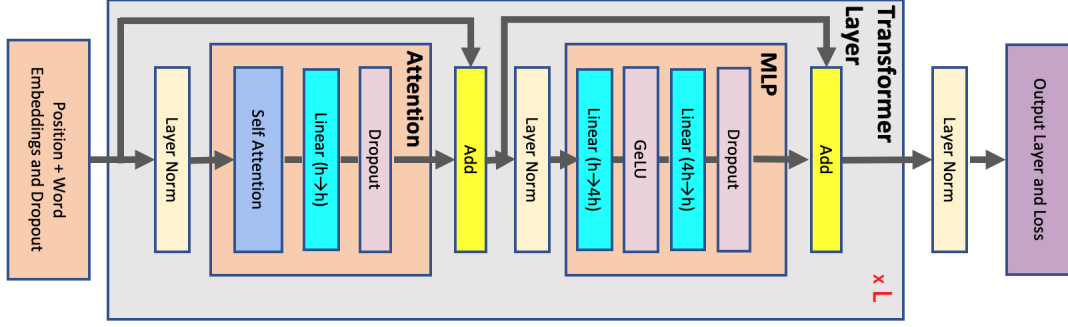 Position + Word
Embeddings and Dropout
Transformer
Layer
Layer Norm
Attention
Self Attention
Linear (h→h)
Dropout
Add
Layer Norm
MLP
Linear (h→4h)
GeLU
Linear (4h→h)
Dropout
Add
x L
Layer Norm
Output Layer and Loss